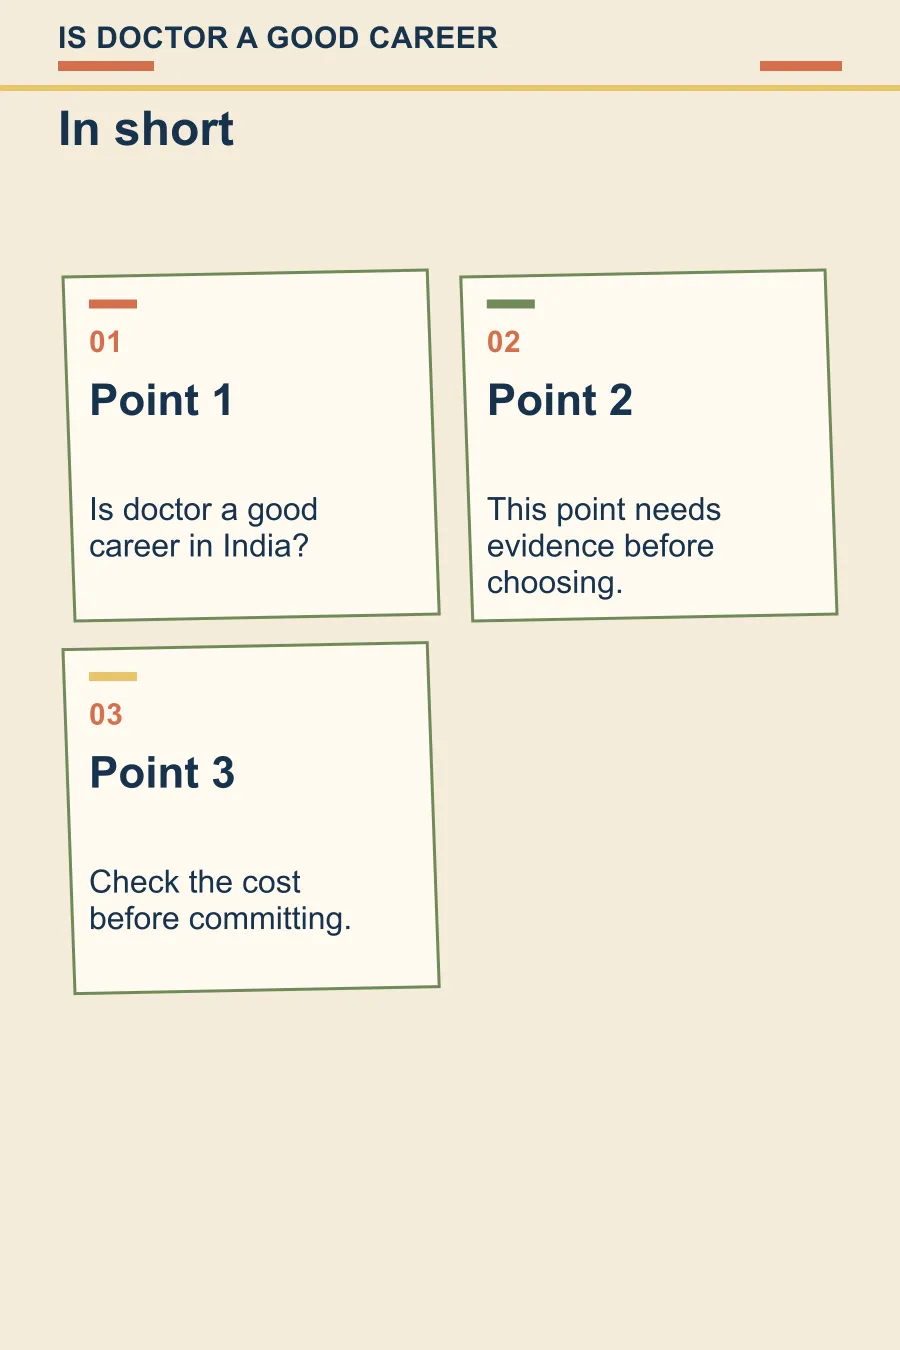 IS DOCTOR A GOOD CAREER
In short
01
Point 1
Is doctor a good
career in India?
02
Point 2
This point needs
evidence before
choosing.
03
Point 3
Check the cost
before committing.